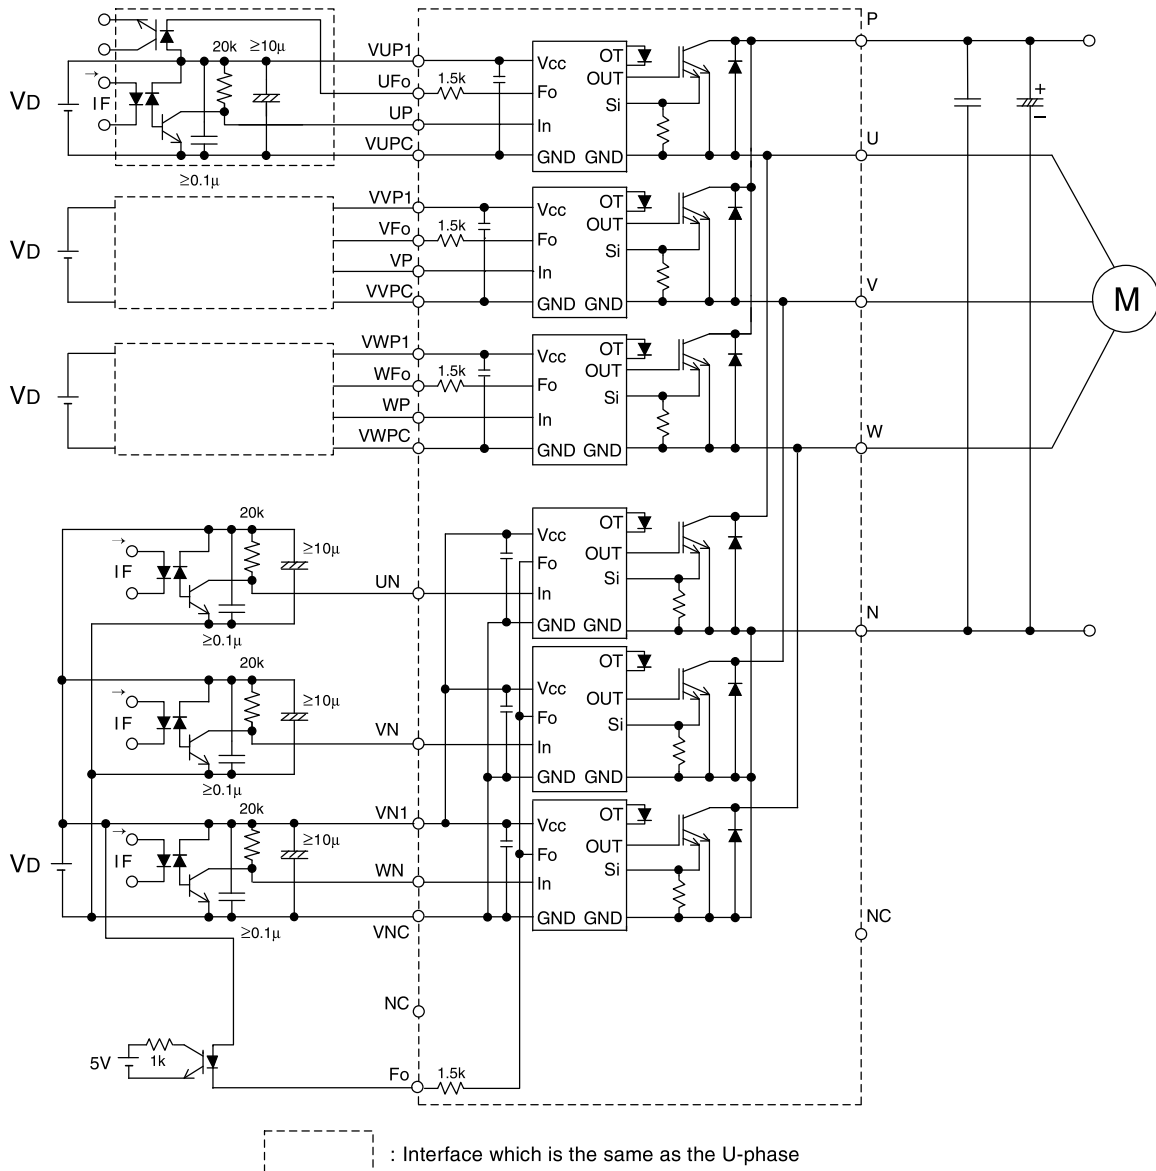 P
20k
≥10µ
VUP1
Vcc
OT
OUT
UFo
1.5k
Fo
VD
IF
→
Si
UP
In
+
−
VUPC
GND
GND
U
≥0.1µ
VVP1
Vcc
OT
OUT
VD
VFo
1.5k
Fo
Si
VP
In
VVPC
GND
GND
V
M
VWP1
Vcc
OT
OUT
VD
WFo
1.5k
Fo
Si
WP
In
VWPC
GND
GND
W
20k
→
IF
≥10µ
Vcc
OT
OUT
Fo
Si
UN
In
GND
GND
N
≥0.1µ
20k
→
IF
≥10µ
Vcc
OT
OUT
Fo
Si
VN
In
GND
GND
≥0.1µ
20k
VN1
Vcc
OT
OUT
VD
→
IF
≥10µ
Fo
Si
WN
In
GND
GND
NC
≥0.1µ
VNC
NC
5V
1k
Fo
1.5k
: Interface which is the same as the U-phase